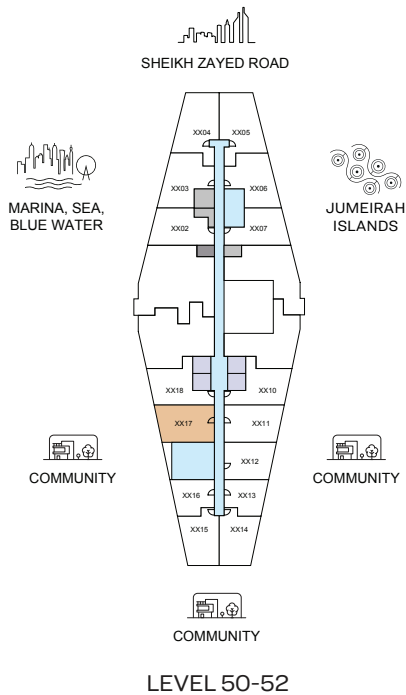 SHEIKH ZAYED ROAD
XX04
XX05
MARINA, SEA,
BLUE WATER
XX03
XX06
JUMEIRAH
ISLANDS
XX02
XX07
XX18
XX10
XX17
XX11
COMMUNITY
XX12
COMMUNITY
XX16
XX13
XX15
XX14
COMMUNITY
LEVEL 50-52